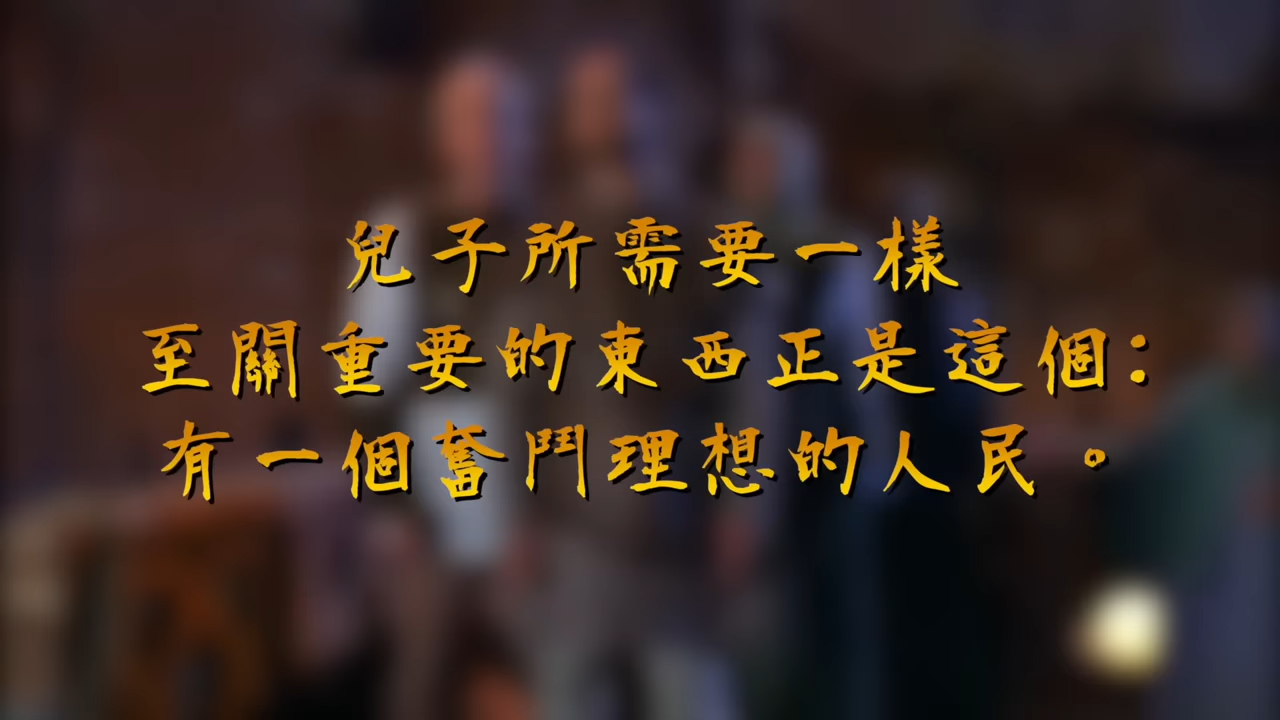 兒子所需要一樣
至關重要的東西正是這個：
有一個奮鬥理想的人民。